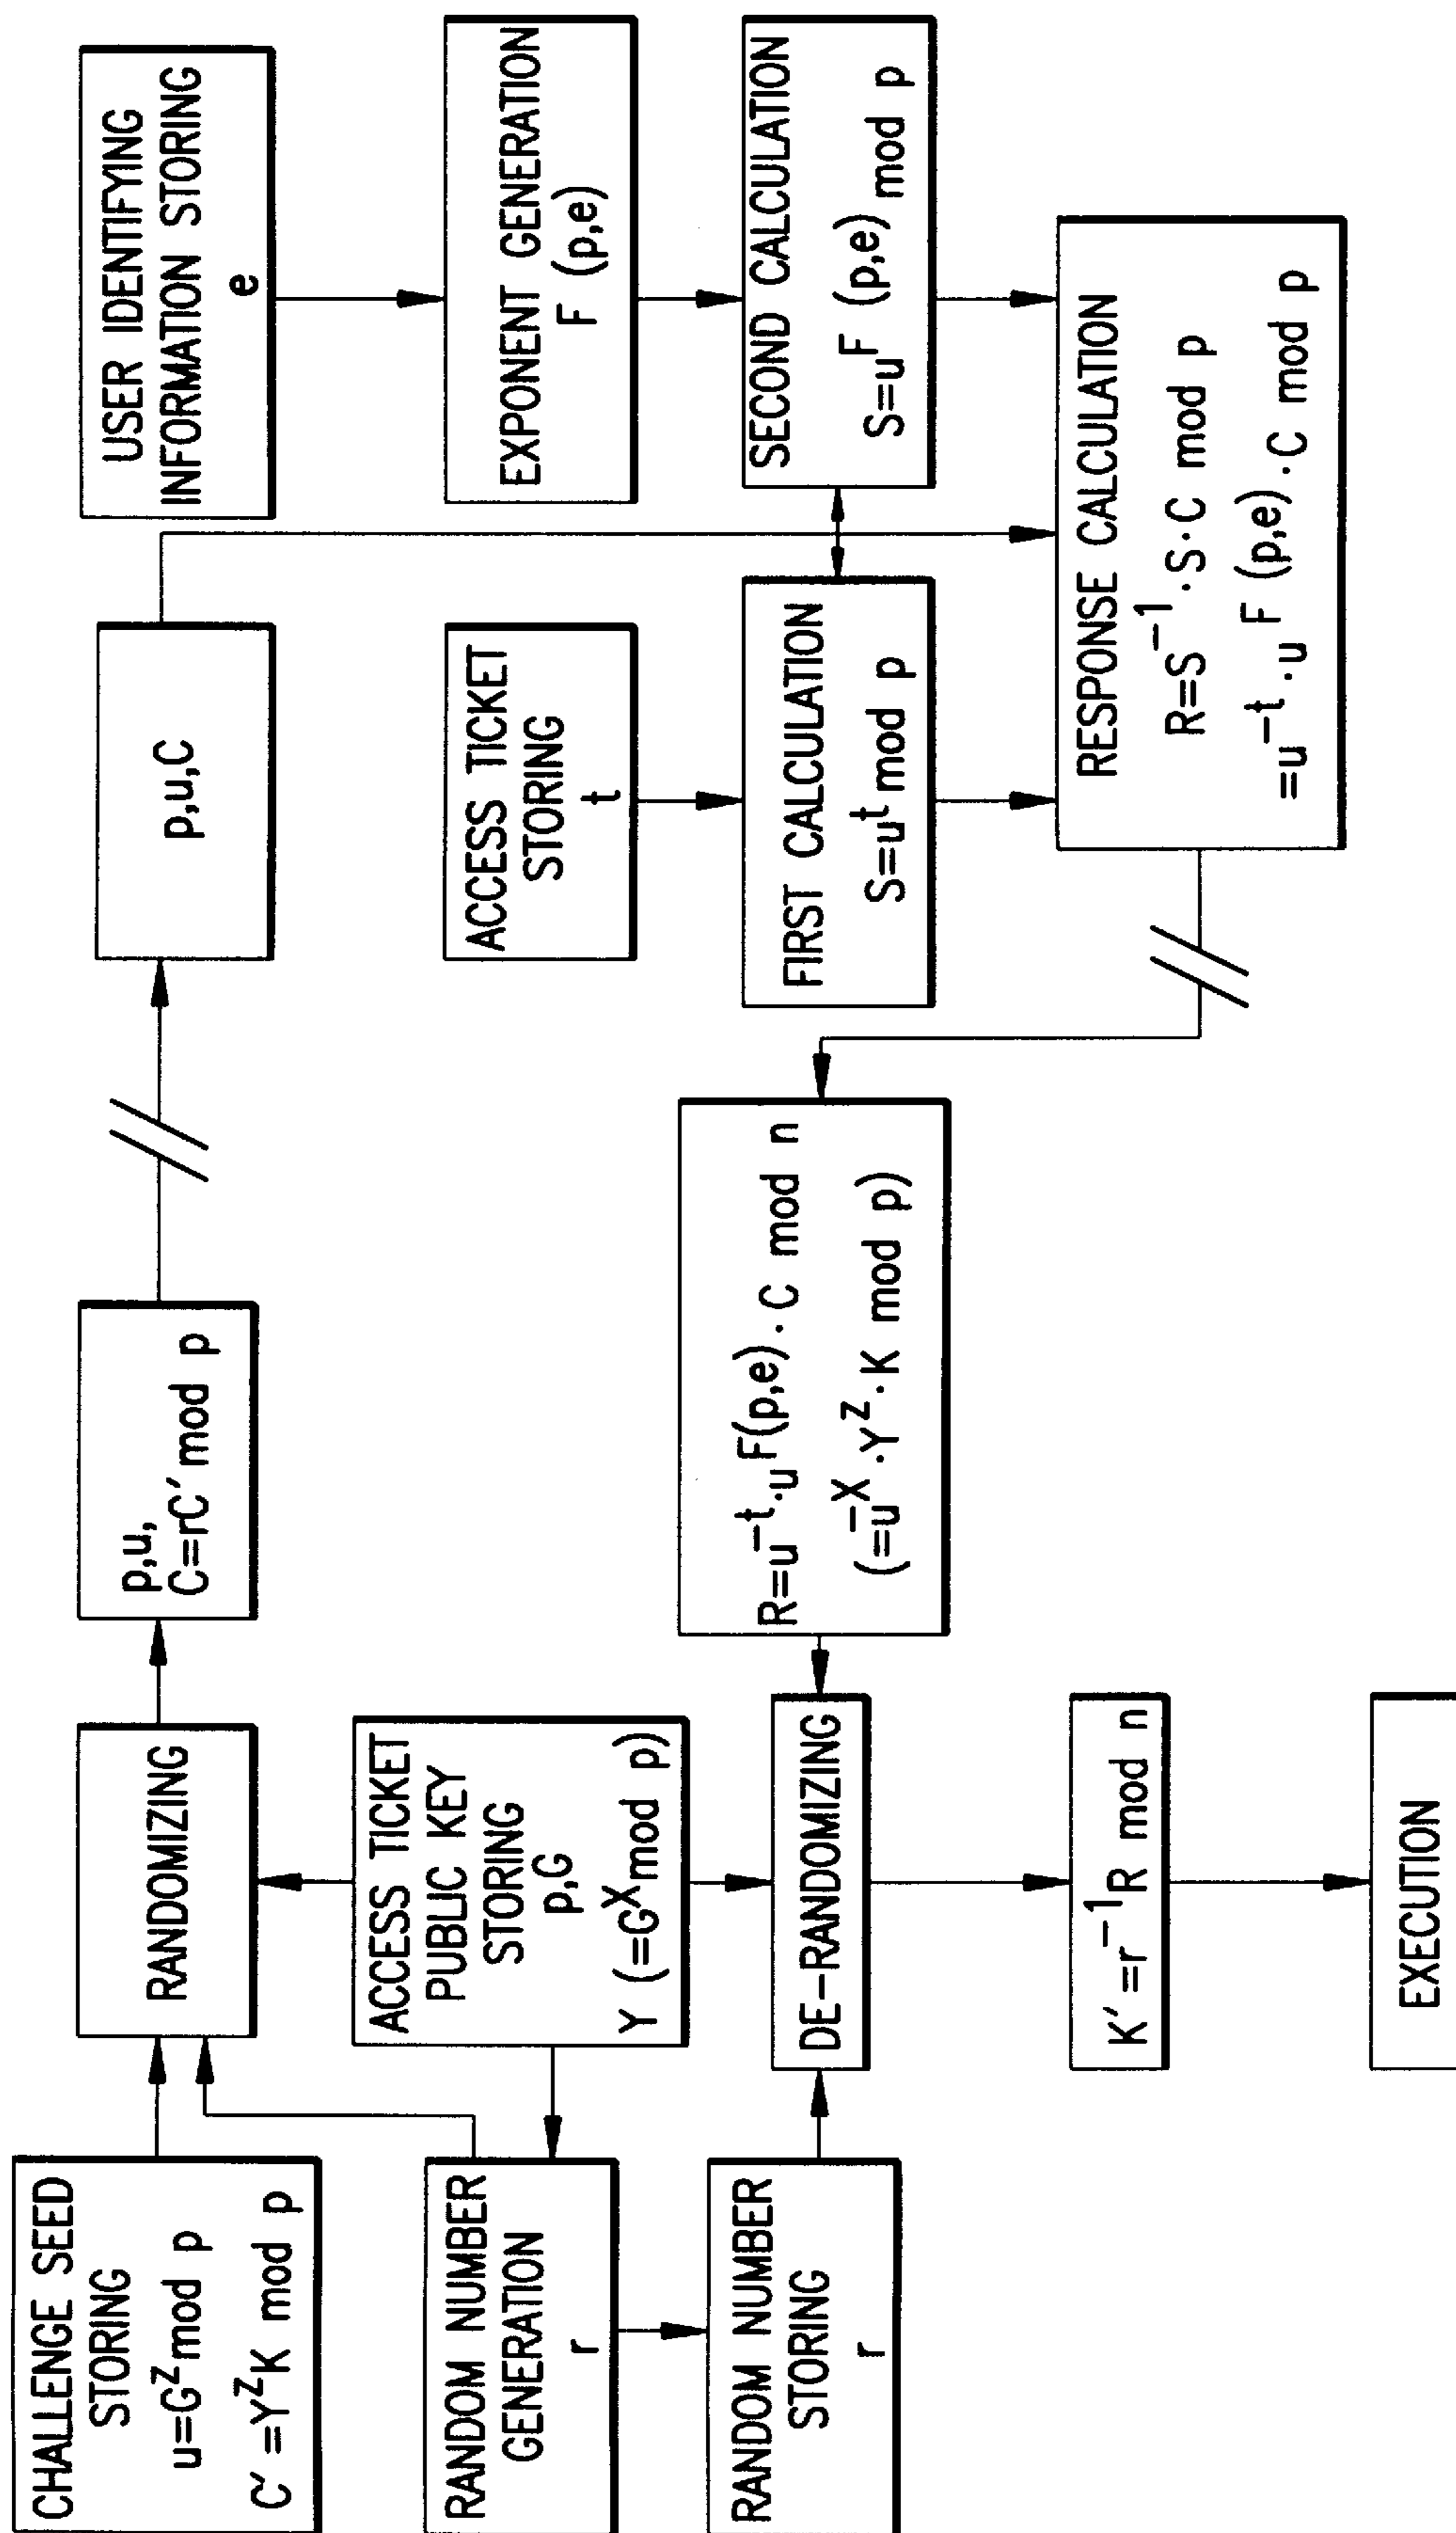 CHALLENGE SEED
STORING
u=G^z mod p
C′=Y^z K mod p
RANDOMIZING
p,u,
C=rC′ mod p
p,u,C
USER IDENTIFYING
INFORMATION STORING
e
RANDOM NUMBER
GENERATION
r
ACCESS TICKET
PUBLIC KEY
STORING
p,G
Y (=G^X mod p)
ACCESS TICKET
STORING
t
EXPONENT GENERATION
F (p,e)
RANDOM NUMBER
STORING
r
DE-RANDOMIZING
R=u^-t·u^F(p,e)·C mod n
(=u^-X·Y^z·K mod p)
FIRST CALCULATION
S=u^t mod p
SECOND CALCULATION
S=u^F (p,e) mod p
K′=r^-1 R mod n
RESPONSE CALCULATION
R=S^-1·S·C mod p
=u^-t·u^F (p,e)·C mod p
EXECUTION